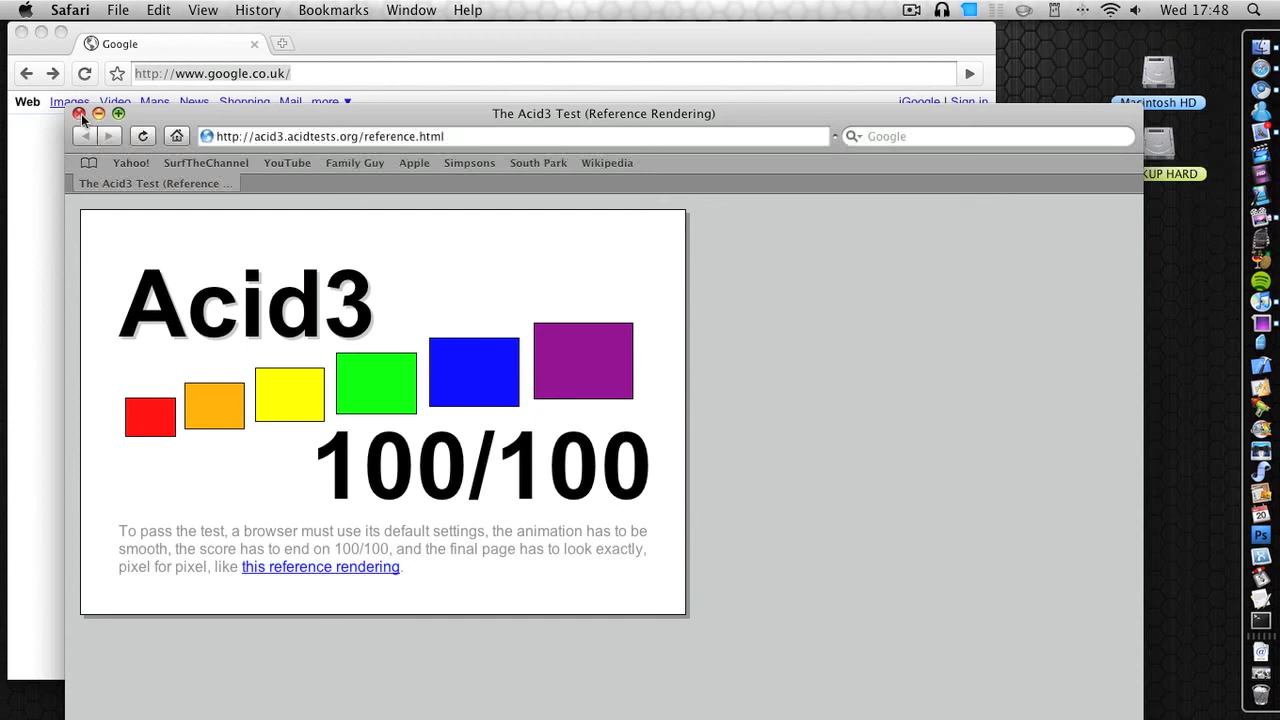 Safari File Edit View History Bookmarks Window Help Wed 17:48
Google
http://www.google.co.uk/
Web Images Video Maps News Shopping Mail more ▼ iGoogle | Sign in
Macintosh HD
KUP HARD
The Acid3 Test (Reference Rendering)
http://acid3.acidtests.org/reference.html Google
Yahoo! SurfTheChannel YouTube Family Guy Apple Simpsons South Park Wikipedia
The Acid3 Test (Reference ...
Acid3
100/100
To pass the test, a browser must use its default settings, the animation has to be
smooth, the score has to end on 100/100, and the final page has to look exactly,
pixel for pixel, like this reference rendering.
HD
20
Ps
@